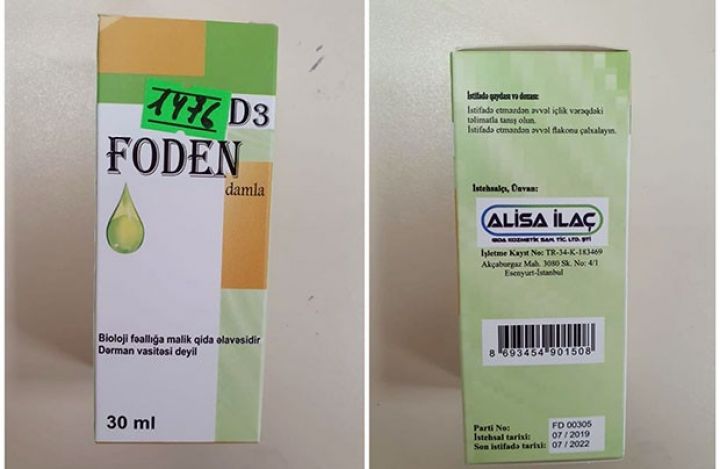 1476
D3
FODEN
damla
Bioloji fəallığa malik qida əlavəsidir
Dərman vasitəsi deyil
30 ml
İstifadə qaydası və dozası:
İstifadə etməzdən əvvəl içlik vərəqdəki
təlimatla tanış olun.
İstifadə etməzdən əvvəl flakonu çalxalayın.
İstehsalçı, Ünvan:
ALİSA İLAÇ
GIDA KOZMETİK SAN. TİC. LTD. ŞTİ
İşletme Kayıt No: TR-34-K-183469
Akçaburgaz Mah. 3080 Sk. No: 4/1
Esenyurt-İstanbul
8 693454 901508
Parti No: FD 00305
İstehsal tarixi: 07 / 2019
Son istifadə tarixi: 07 / 2022